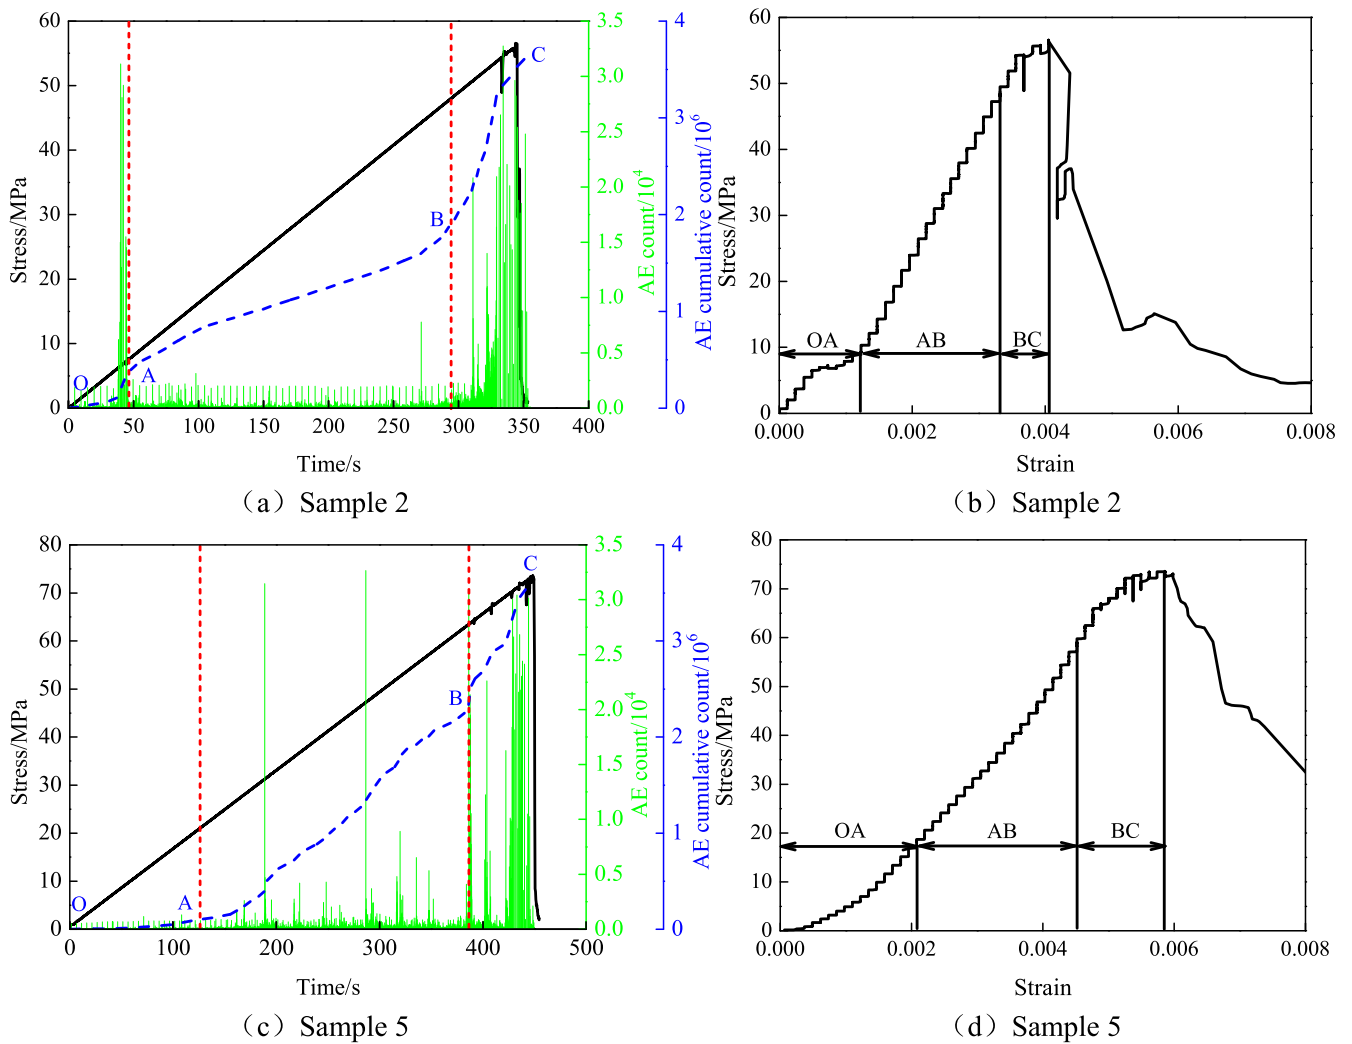 60
50
40
30
20
10
0
Stress/MPa
0
50
100
150
200
250
300
350
400
Time/s
3.5
3.0
2.5
2.0
1.5
1.0
0.5
0.0
AE count/10⁴
4
3
2
1
0
AE cumulative count/10⁶
O
A
B
C
（a）Sample 2
60
50
40
30
20
10
0
Stress/MPa
OA
AB
BC
0.000
0.002
0.004
0.006
0.008
Strain
（b）Sample 2
80
70
60
50
40
30
20
10
0
Stress/MPa
0
100
200
300
400
500
Time/s
3.5
3.0
2.5
2.0
1.5
1.0
0.5
0.0
AE count/10⁴
4
3
2
1
0
AE cumulative count/10⁶
O
A
B
C
（c）Sample 5
80
70
60
50
40
30
20
10
0
Stress/MPa
OA
AB
BC
0.000
0.002
0.004
0.006
0.008
Strain
（d）Sample 5